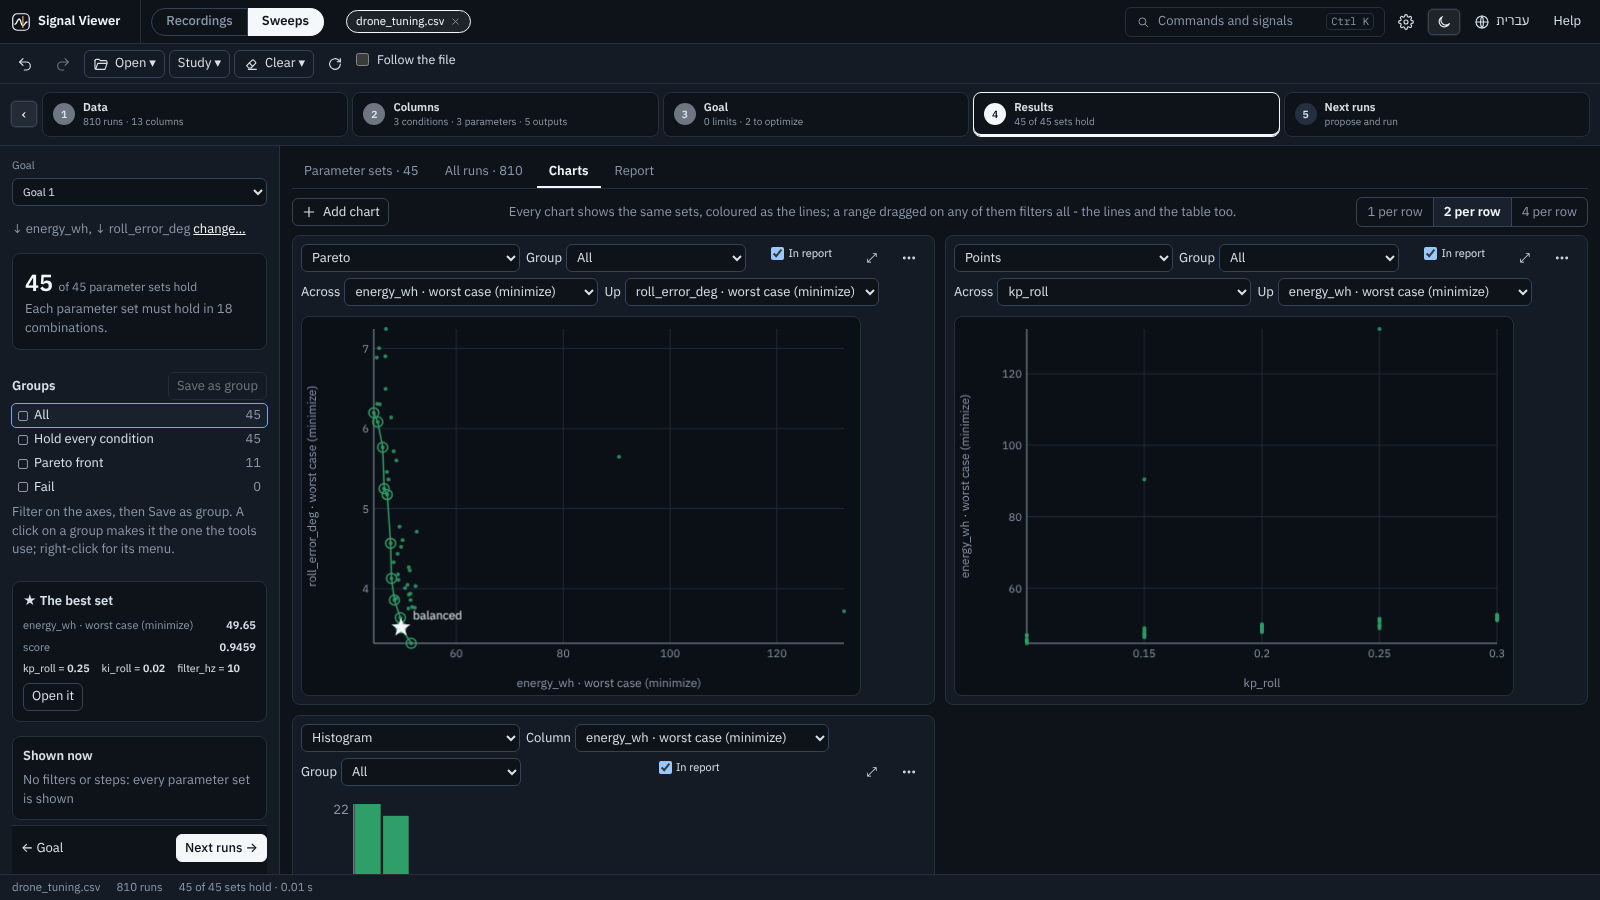 Signal Viewer
Recordings
Sweeps
drone_tuning.csv ×
Commands and signals
Ctrl K
עברית
Help
Open ▾
Study ▾
Clear ▾
Follow the file
‹
1
Data
810 runs · 13 columns
2
Columns
3 conditions · 3 parameters · 5 outputs
3
Goal
0 limits · 2 to optimize
4
Results
45 of 45 sets hold
5
Next runs
propose and run
Goal
Goal 1
↓ energy_wh, ↓ roll_error_deg change...
45 of 45 parameter sets hold
Each parameter set must hold in 18
combinations.
Groups
Save as group
All 45
Hold every condition 45
Pareto front 11
Fail 0
Filter on the axes, then Save as group. A
click on a group makes it the one the tools
use; right-click for its menu.
★ The best set
energy_wh · worst case (minimize) 49.65
score 0.9459
kp_roll = 0.25 ki_roll = 0.02 filter_hz = 10
Open it
Shown now
No filters or steps: every parameter set
is shown
← Goal
Next runs →
Parameter sets · 45
All runs · 810
Charts
Report
+ Add chart
Every chart shows the same sets, coloured as the lines; a range dragged on any of them filters all - the lines and the table too.
1 per row
2 per row
4 per row
Pareto
Group
All
In report
Across
energy_wh · worst case (minimize)
Up
roll_error_deg · worst case (minimize)
roll_error_deg · worst case (minimize)
7
6
5
4
balanced
60 80 100 120
energy_wh · worst case (minimize)
Points
Group
All
In report
Across
kp_roll
Up
energy_wh · worst case (minimize)
energy_wh · worst case (minimize)
120
100
80
60
0.15 0.2 0.25 0.3
kp_roll
Histogram
Column
energy_wh · worst case (minimize)
Group
All
In report
22
drone_tuning.csv 810 runs 45 of 45 sets hold · 0.01 s